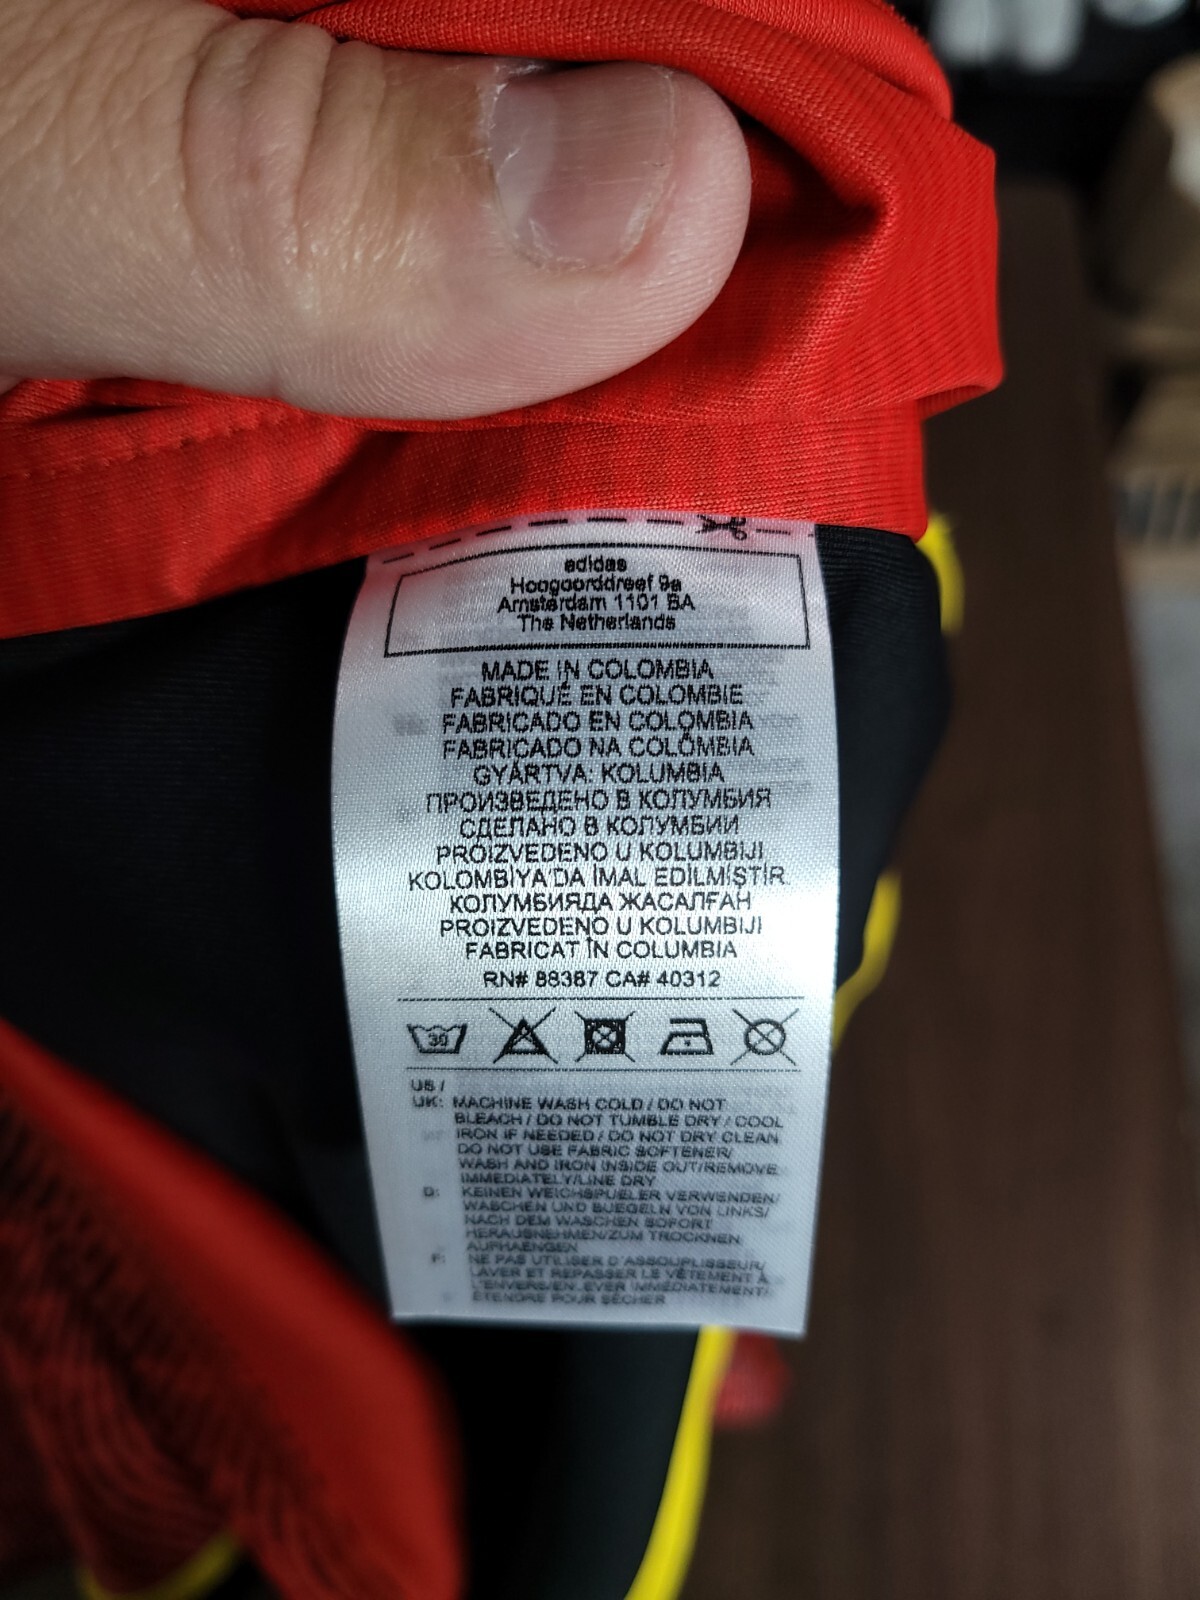 adidas
Hoogoorddreef 9a
Amsterdam 1101 BA
The Netherlands
MADE IN COLOMBIA
FABRIQUÉ EN COLOMBIE
FABRICADO EN COLOMBIA
FABRICADO NA COLÔMBIA
GYÁRTVA: KOLUMBIA
ПРОИЗВЕДЕНО В КОЛУМБИЯ
СДЕЛАНО В КОЛУМБИИ
PROIZVEDENO U KOLUMBIJI
KOLOMBİYA'DA İMAL EDİLMİŞTİR
КОЛУМБИЯДА ЖАСАЛҒАН
PROIZVEDENO U KOLUMBIJI
FABRICAT ÎN COLUMBIA
RN# 88387 CA# 40312
30
US /
UK: MACHINE WASH COLD / DO NOT
BLEACH / DO NOT TUMBLE DRY / COOL
IRON IF NEEDED / DO NOT DRY CLEAN
DO NOT USE FABRIC SOFTENER/
WASH AND IRON INSIDE OUT/REMOVE
IMMEDIATELY/LINE DRY
D: KEINEN WEICHSPUELER VERWENDEN/
WASCHEN UND BUEGELN VON LINKS/
NACH DEM WASCHEN SOFORT
HERAUSNEHMEN/ZUM TROCKNEN
AUFHAENGEN
F: NE PAS UTILISER D'ASSOUPLISSEUR/
LAVER ET REPASSER LE VÊTEMENT À
L'ENVERS/ENLEVER IMMÉDIATEMENT/
ÉTENDRE POUR SÉCHER